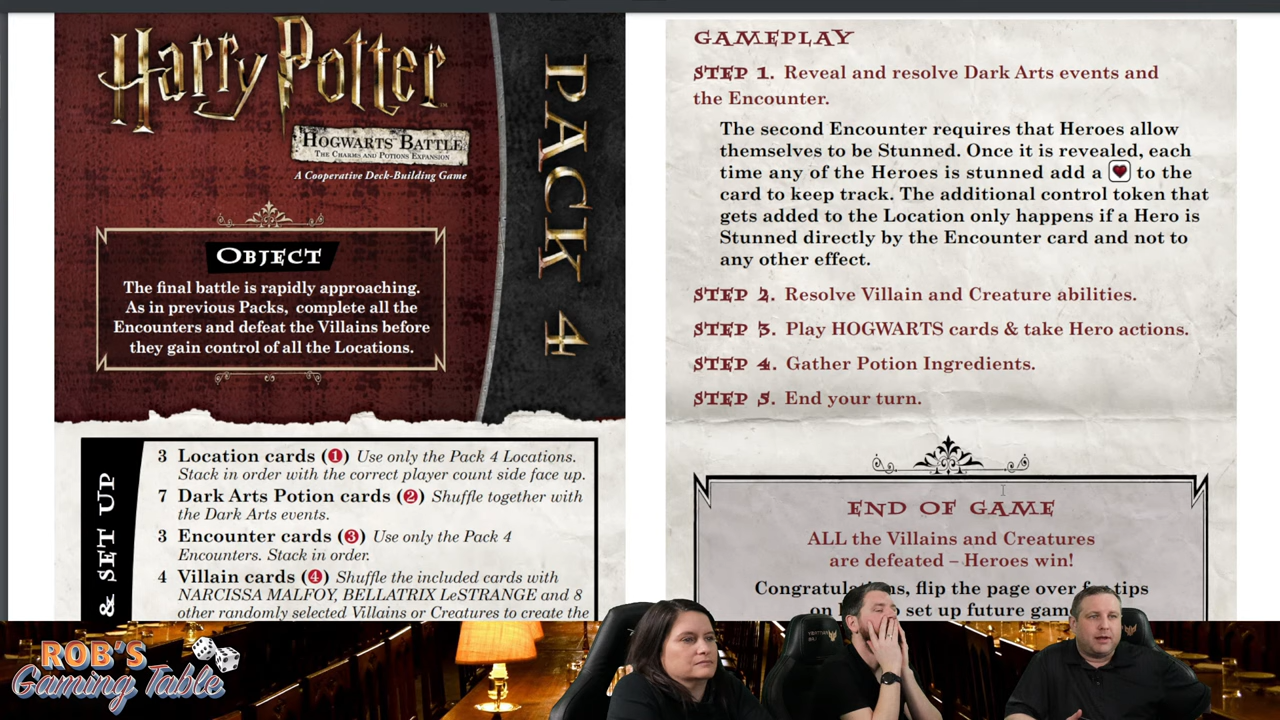 Harry Potter
HOGWARTS BATTLE
THE CHARMS AND POTIONS EXPANSION
A Cooperative Deck-Building Game
PACK 4
OBJECT
The final battle is rapidly approaching.
As in previous Packs, complete all the
Encounters and defeat the Villains before
they gain control of all the Locations.
& SET UP
3 Location cards (1) Use only the Pack 4 Locations.
Stack in order with the correct player count side face up.
7 Dark Arts Potion cards (2) Shuffle together with
the Dark Arts events.
3 Encounter cards (3) Use only the Pack 4
Encounters. Stack in order.
4 Villain cards (4) Shuffle the included cards with
NARCISSA MALFOY, BELLATRIX LeSTRANGE and 8
other randomly selected Villains or Creatures to create the
GAMEPLAY
STEP 1. Reveal and resolve Dark Arts events and
the Encounter.
The second Encounter requires that Heroes allow
themselves to be Stunned. Once it is revealed, each
time any of the Heroes is stunned add a to the
card to keep track. The additional control token that
gets added to the Location only happens if a Hero is
Stunned directly by the Encounter card and not to
any other effect.
STEP 2. Resolve Villain and Creature abilities.
STEP 3. Play HOGWARTS cards & take Hero actions.
STEP 4. Gather Potion Ingredients.
STEP 5. End your turn.
END OF GAME
ALL the Villains and Creatures
are defeated – Heroes win!
flip the page over tips
set up future
ROB'S
Gaming Table